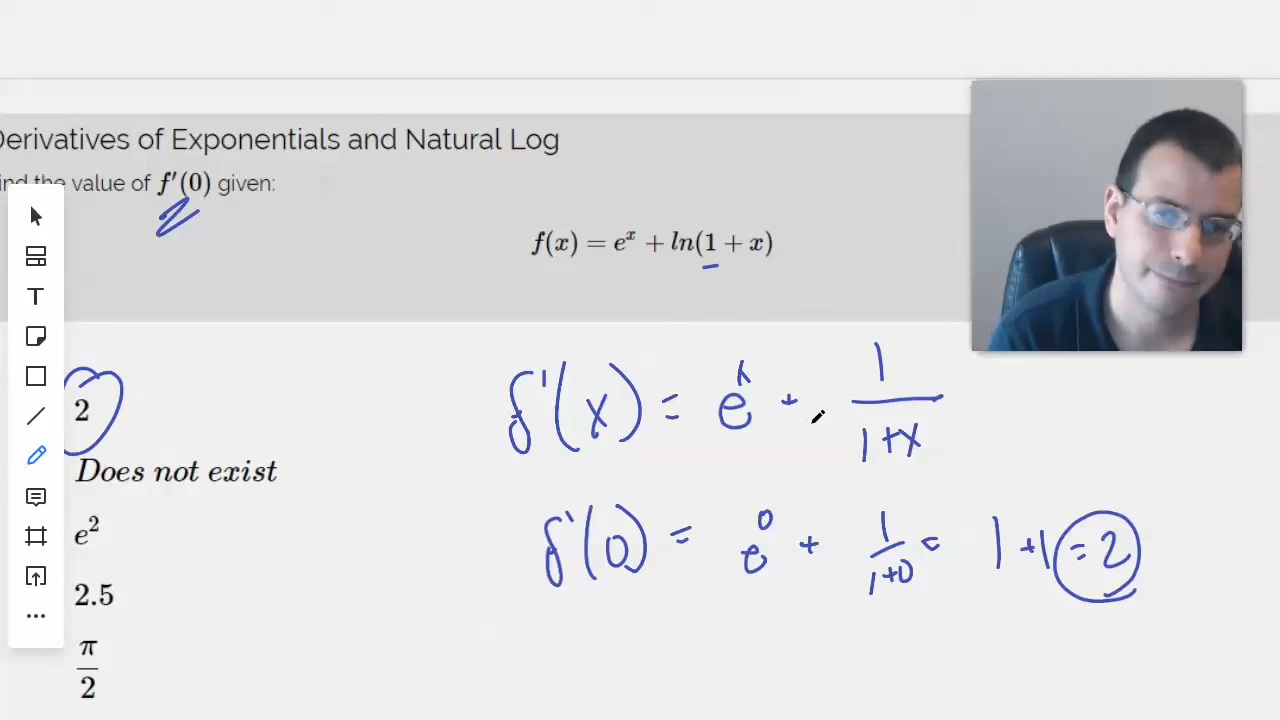 Derivatives of Exponentials and Natural Log
ind the value of f'(0) given:
f(x) = e^x + ln(1 + x)
T
2
f'(x) = e^x + 1/(1+x)
Does not exist
e^2
f'(0) = e^0 + 1/(1+0) = 1 + 1 = 2
2.5
π/2